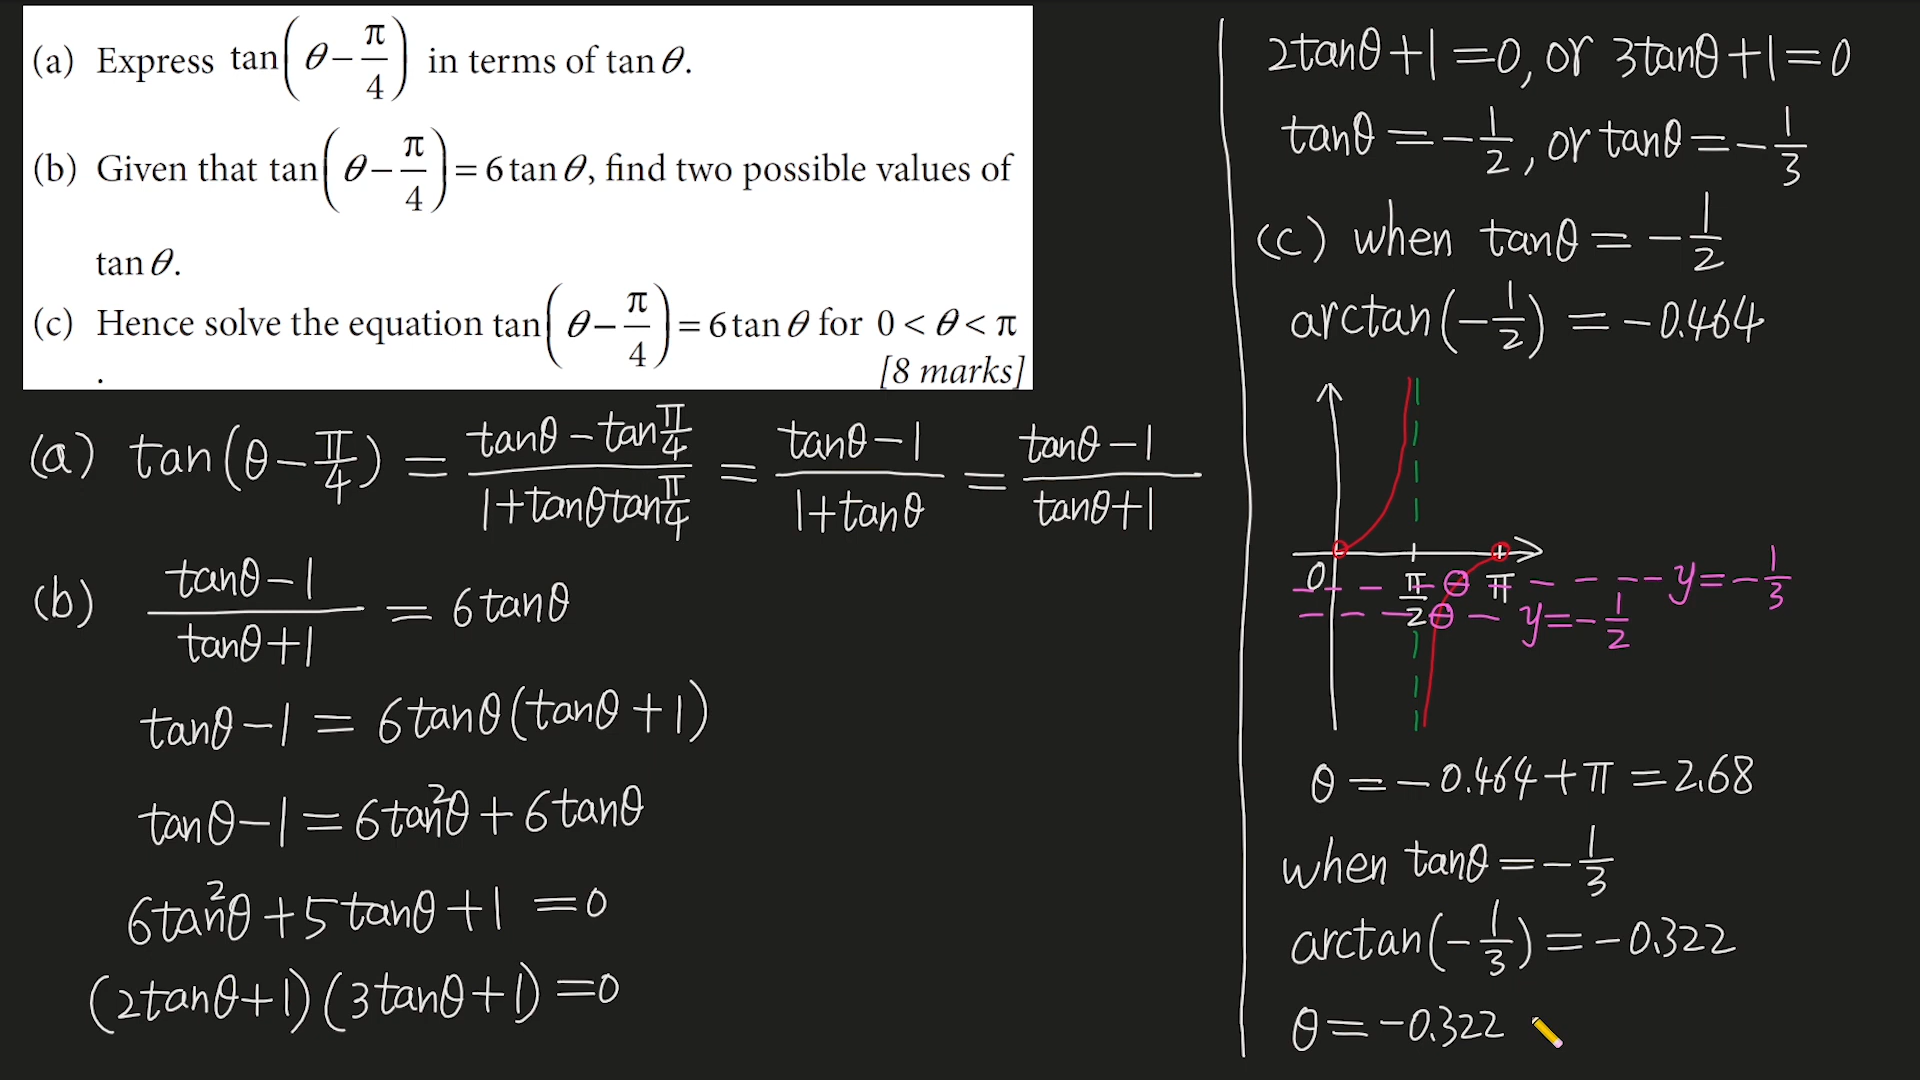 (a) Express tan(θ − π/4) in terms of tan θ.
(b) Given that tan(θ − π/4) = 6 tan θ, find two possible values of
tan θ.
(c) Hence solve the equation tan(θ − π/4) = 6 tan θ for 0 < θ < π
.
[8 marks]
(a) tan(θ − π/4) = (tanθ − tan π/4)/(1 + tanθ tan π/4) = (tanθ − 1)/(1 + tanθ) = (tanθ − 1)/(tanθ + 1)
(b) (tanθ − 1)/(tanθ + 1) = 6tanθ
tanθ − 1 = 6tanθ(tanθ + 1)
tanθ − 1 = 6tan²θ + 6tanθ
6tan²θ + 5tanθ + 1 = 0
(2tanθ + 1)(3tanθ + 1) = 0
2tanθ + 1 = 0, or 3tanθ + 1 = 0
tanθ = −1/2, or tanθ = −1/3
(c) when tanθ = −1/2
arctan(−1/2) = −0.464
0 π/2 π y = −1/3
y = −1/2
θ = −0.464 + π = 2.68
when tanθ = −1/3
arctan(−1/3) = −0.322
θ = −0.322